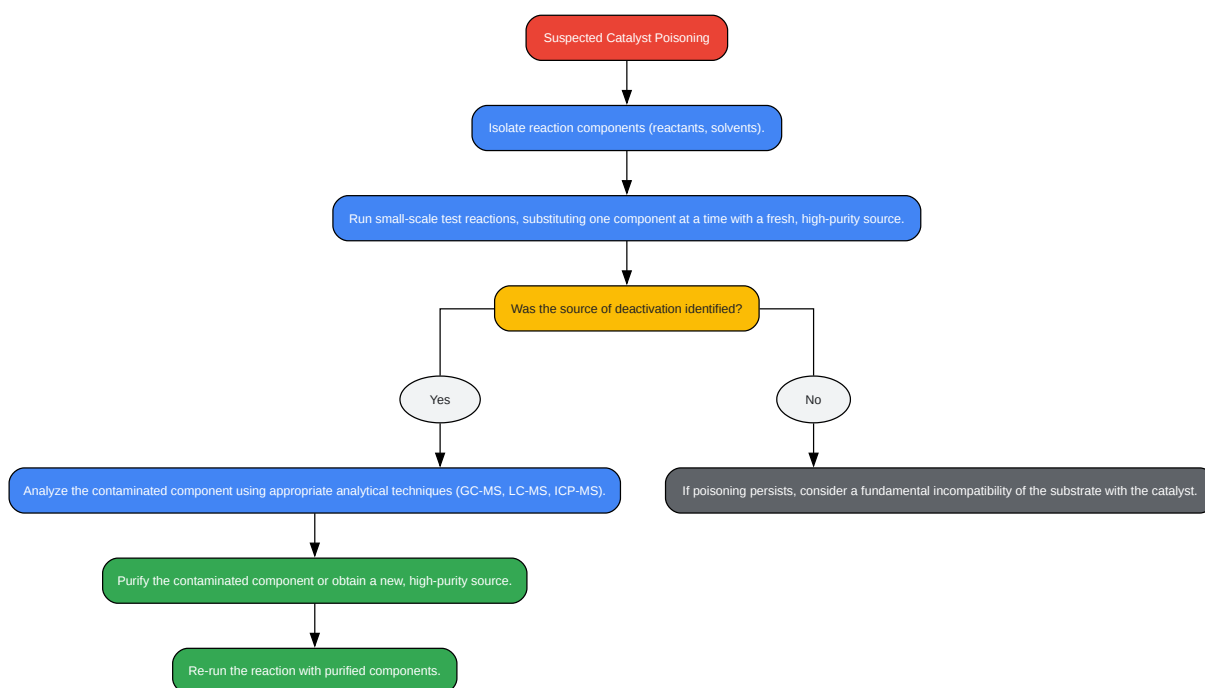 Suspected Catalyst Poisoning
Isolate reaction components (reactants, solvents).
Run small-scale test reactions, substituting one component at a time with a fresh, high-purity source.
Was the source of deactivation identified?
Yes
No
Analyze the contaminated component using appropriate analytical techniques (GC-MS, LC-MS, ICP-MS).
If poisoning persists, consider a fundamental incompatibility of the substrate with the catalyst.
Purify the contaminated component or obtain a new, high-purity source.
Re-run the reaction with purified components.